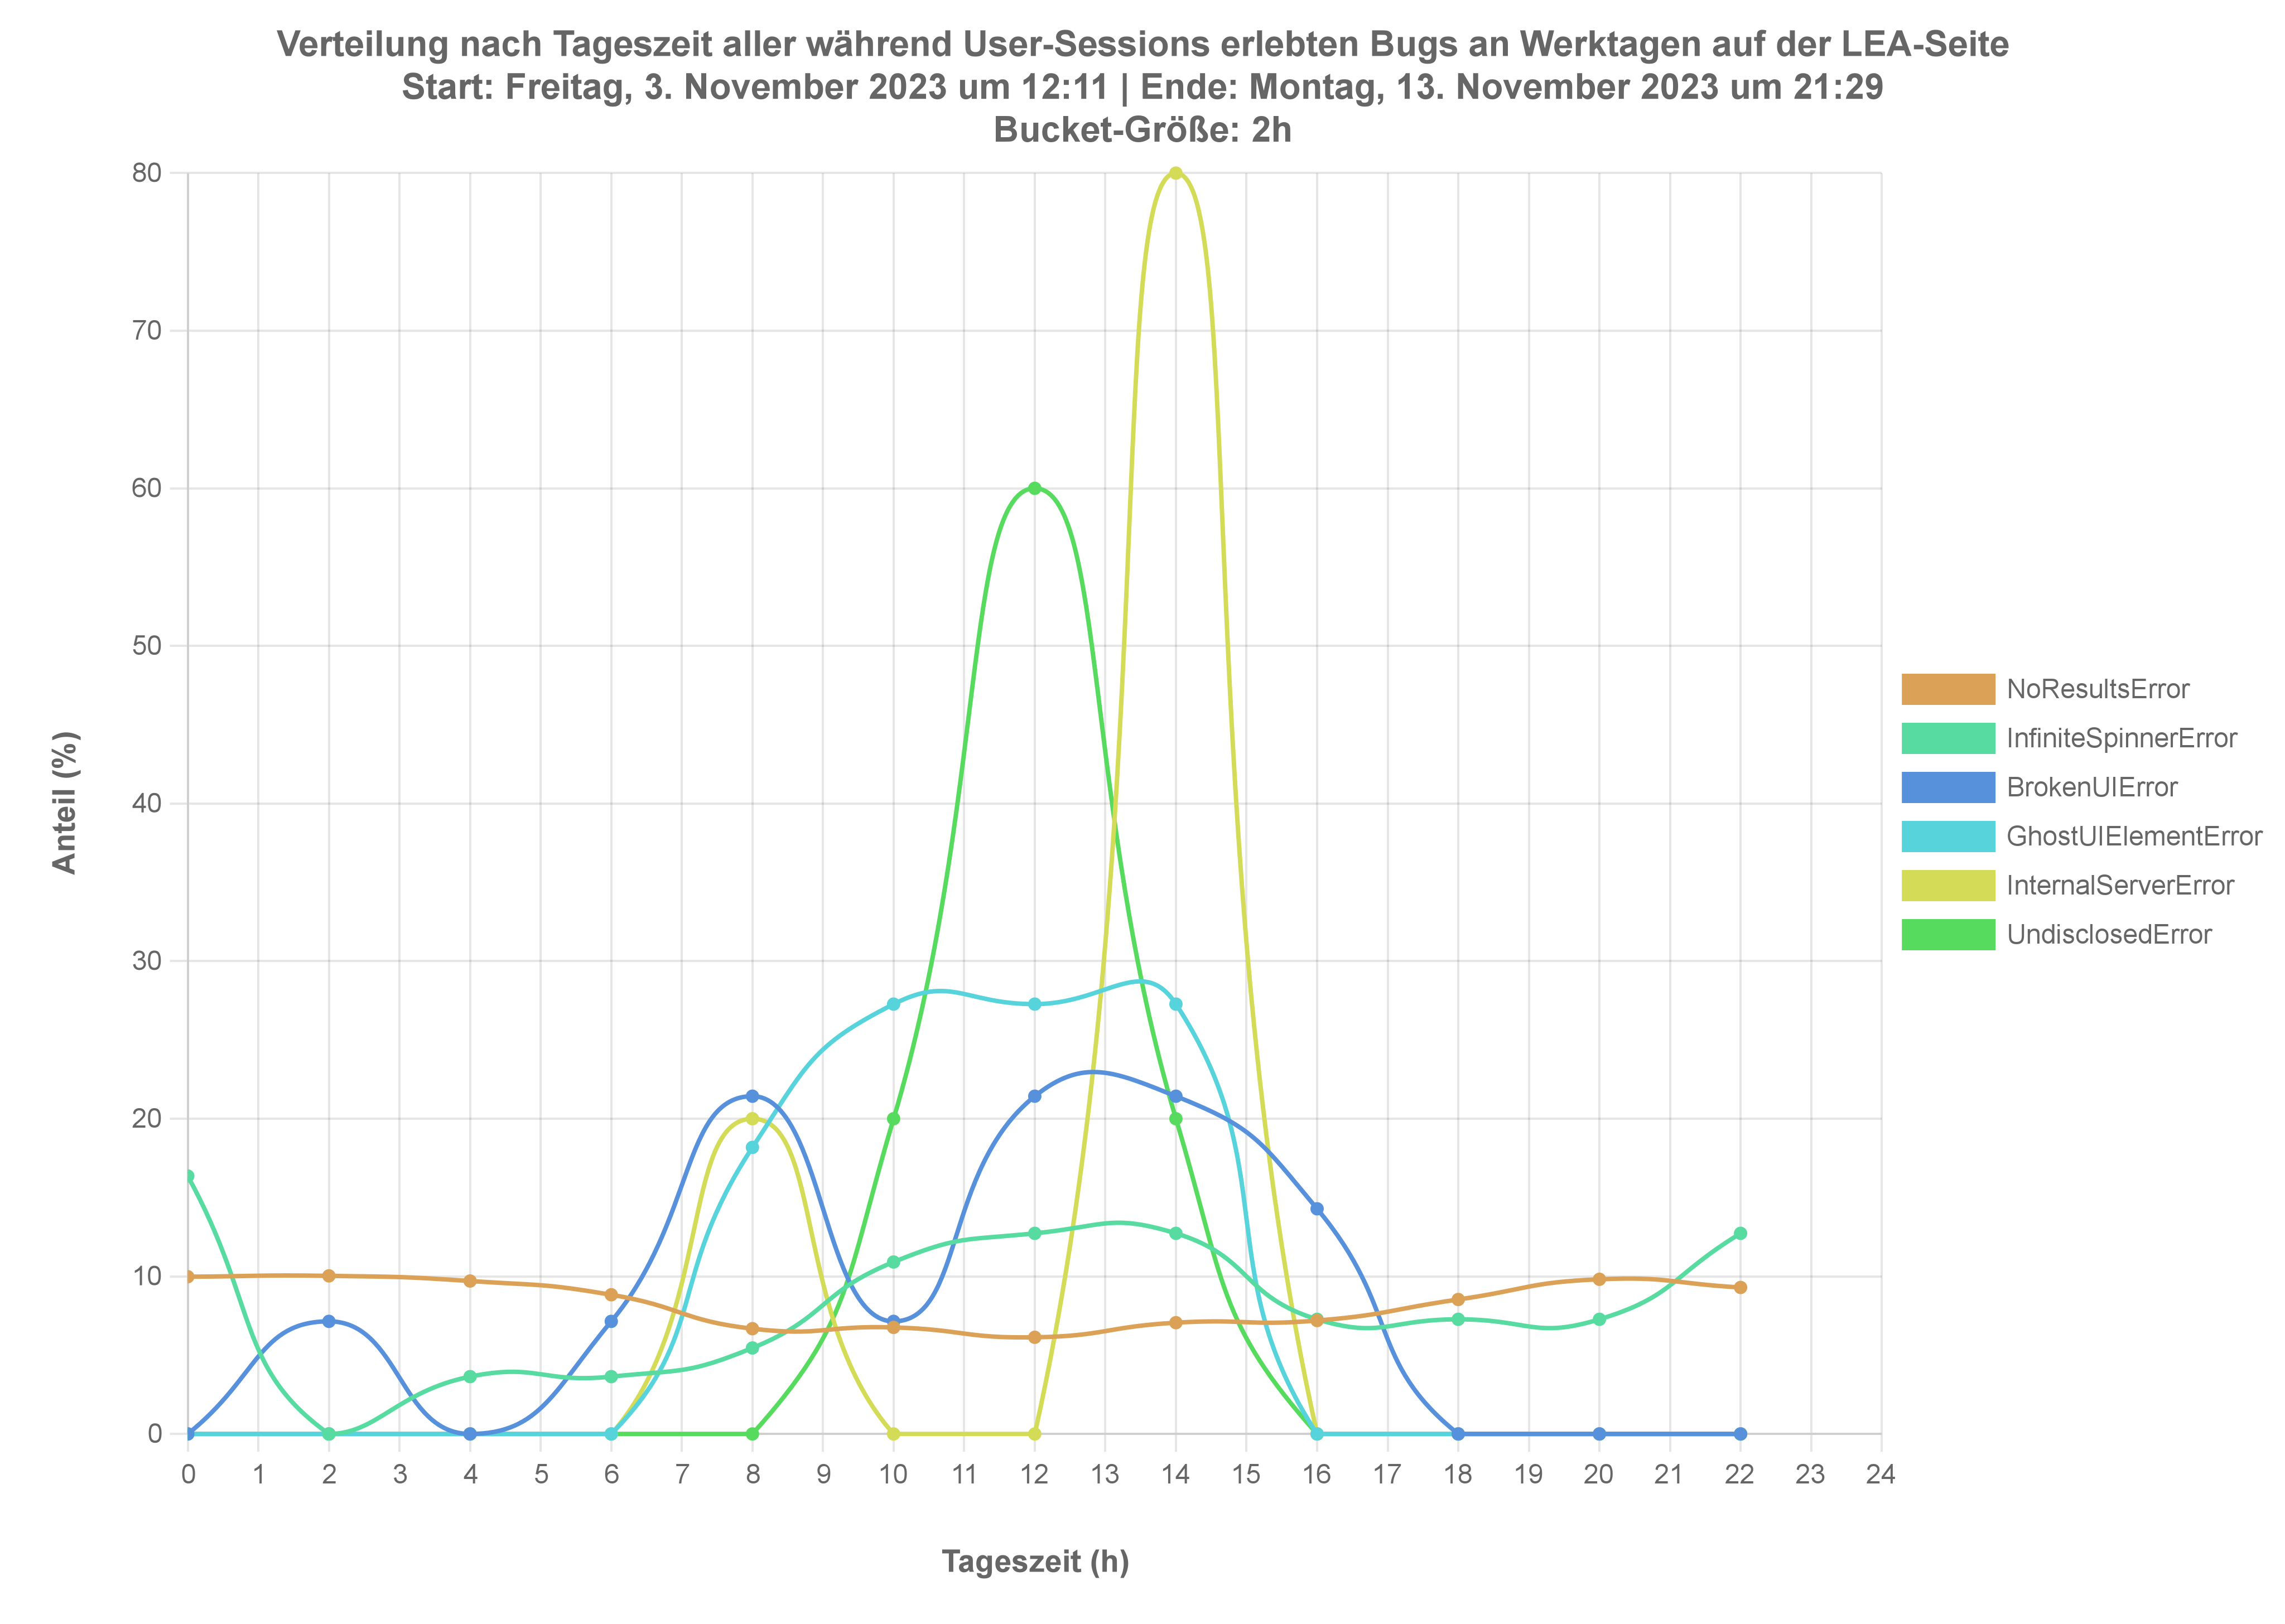 Verteilung nach Tageszeit aller während User-Sessions erlebten Bugs an Werktagen auf der LEA-Seite
Start: Freitag, 3. November 2023 um 12:11 | Ende: Montag, 13. November 2023 um 21:29
Bucket-Größe: 2h
Anteil (%)
80
70
60
50
40
30
20
10
0
0 1 2 3 4 5 6 7 8 9 10 11 12 13 14 15 16 17 18 19 20 21 22 23 24
Tageszeit (h)
NoResultsError
InfiniteSpinnerError
BrokenUIError
GhostUIElementError
InternalServerError
UndisclosedError